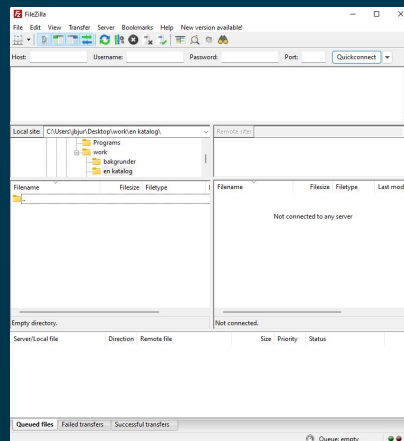 FileZilla
File Edit View Transfer Server Bookmarks Help New version available!
Host: Username: Password: Port: Quickconnect
Local site: C:\Users\jbjur\Desktop\work\en katalog\ Remote site:
Programs
work
bakgrunder
en katalog
Filename Filesize Filetype Filename Filesize Filetype Last mod
..
Not connected to any server
Empty directory. Not connected.
Server/Local file Direction Remote file Size Priority Status
Queued files Failed transfers Successful transfers
Queue: empty